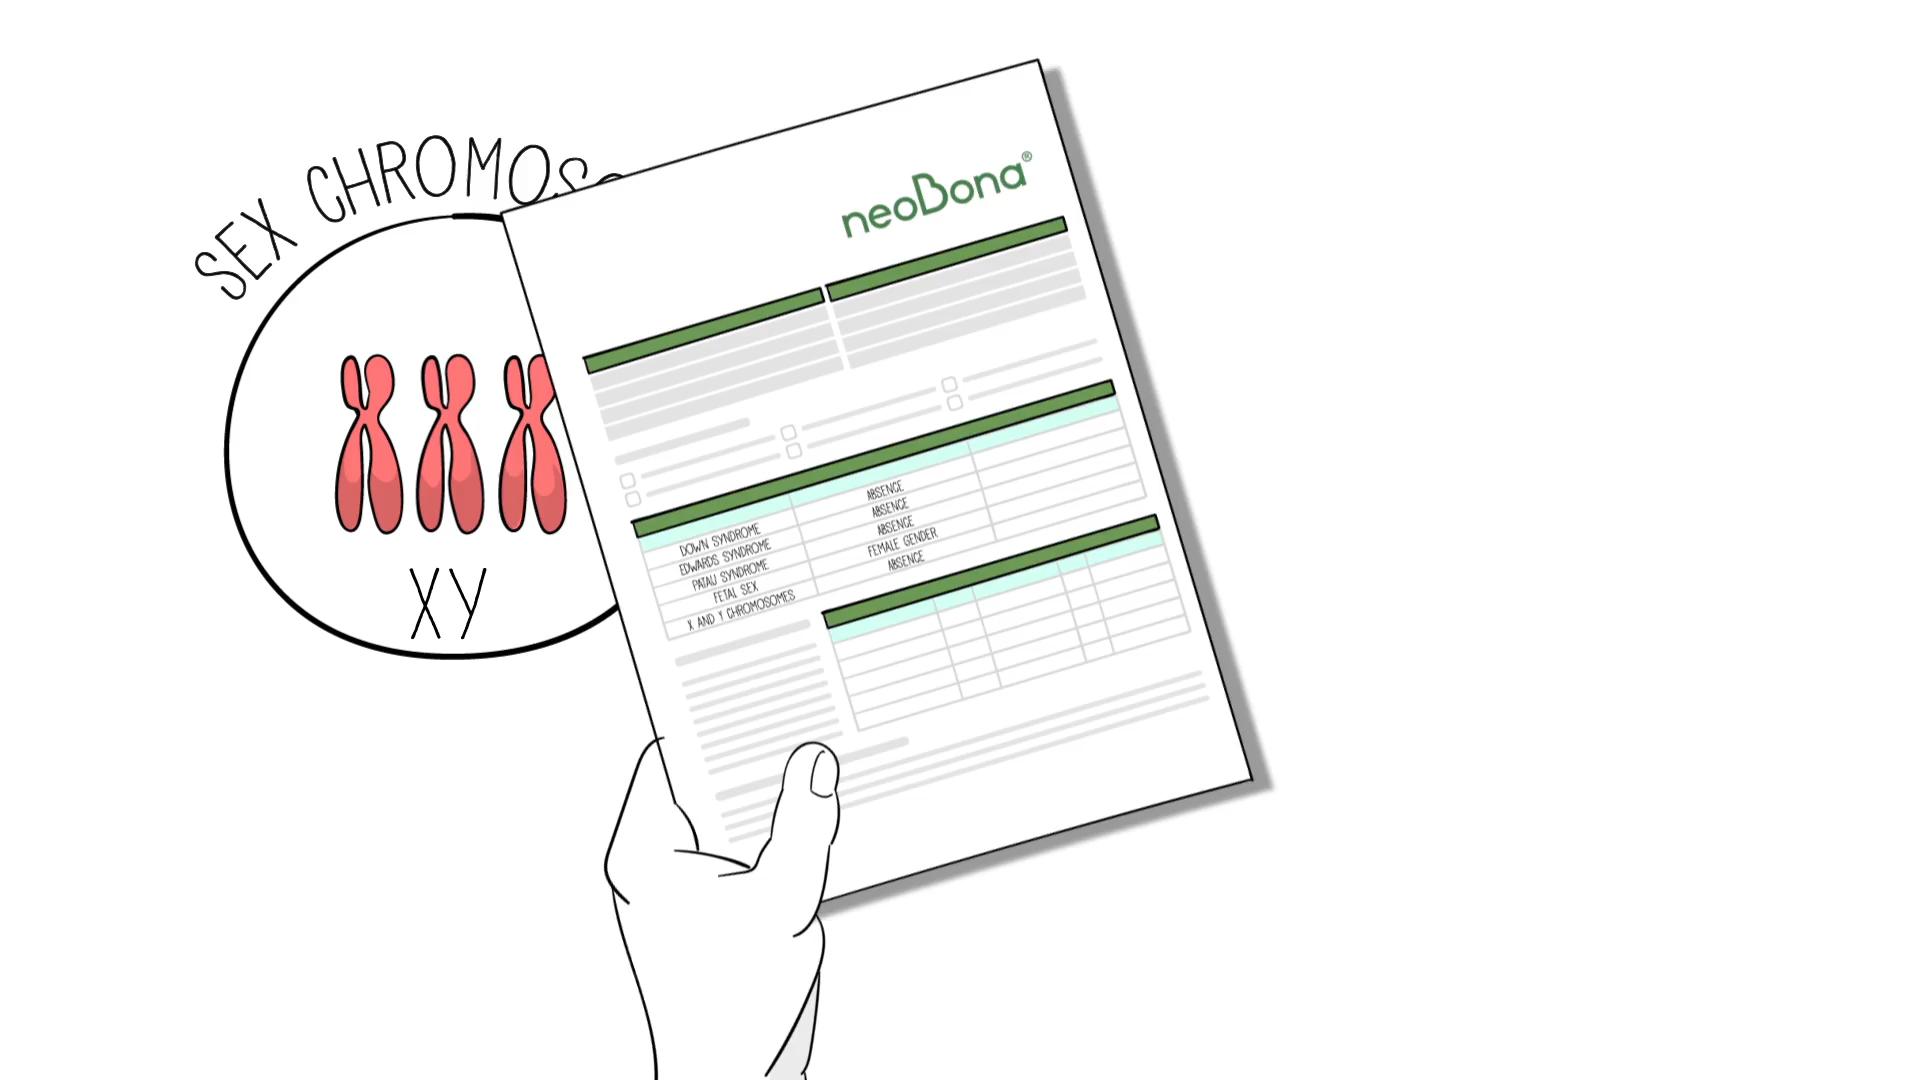 SEX CHROMOSO
XY
neoBona®
DOWN SYNDROME ABSENCE
EDWARDS SYNDROME ABSENCE
PATAU SYNDROME ABSENCE
FETAL SEX FEMALE GENDER
X AND Y CHROMOSOMES ABSENCE